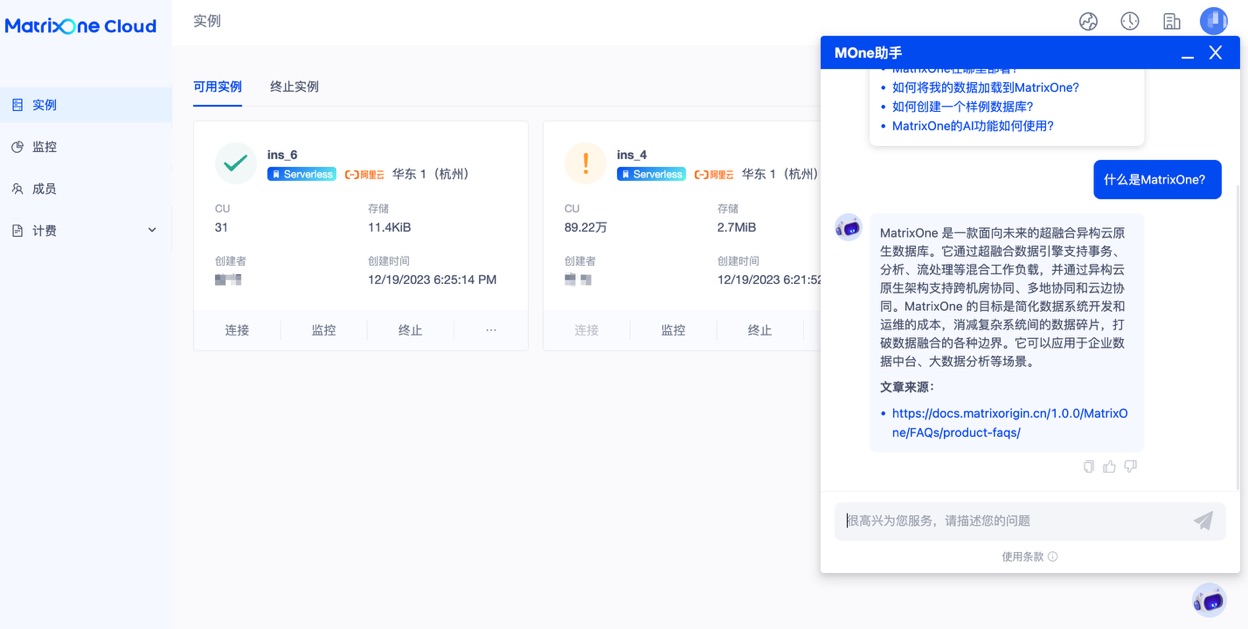 MatrixOne Cloud
实例
实例
监控
成员
计费
可用实例
终止实例
ins_6
Serverless
阿里云
华东 1（杭州）
CU
存储
31
11.4KiB
创建者
创建时间
12/19/2023 6:25:14 PM
连接
监控
终止
...
ins_4
Serverless
阿里云
华东 1（杭州）
CU
存储
89.22万
2.7MiB
创建者
创建时间
12/19/2023 6:21:52
连接
监控
终止
MOne助手
MatrixOne在哪里部署?
• 如何将我的数据加载到MatrixOne?
• 如何创建一个样例数据库?
• MatrixOne的AI功能如何使用?
什么是MatrixOne?
MatrixOne 是一款面向未来的超融合异构云原
生数据库。它通过超融合数据引擎支持事务、
分析、流处理等混合工作负载，并通过异构云
原生架构支持跨机房协同、多地协同和云边协
同。MatrixOne 的目标是简化数据系统开发和
运维的成本，消减复杂系统间的数据碎片，打
破数据融合的各种边界。它可以应用于企业数
据中台、大数据分析等场景。
文章来源：
• https://docs.matrixorigin.cn/1.0.0/MatrixO
ne/FAQs/product-faqs/
很高兴为您服务，请描述您的问题
使用条款